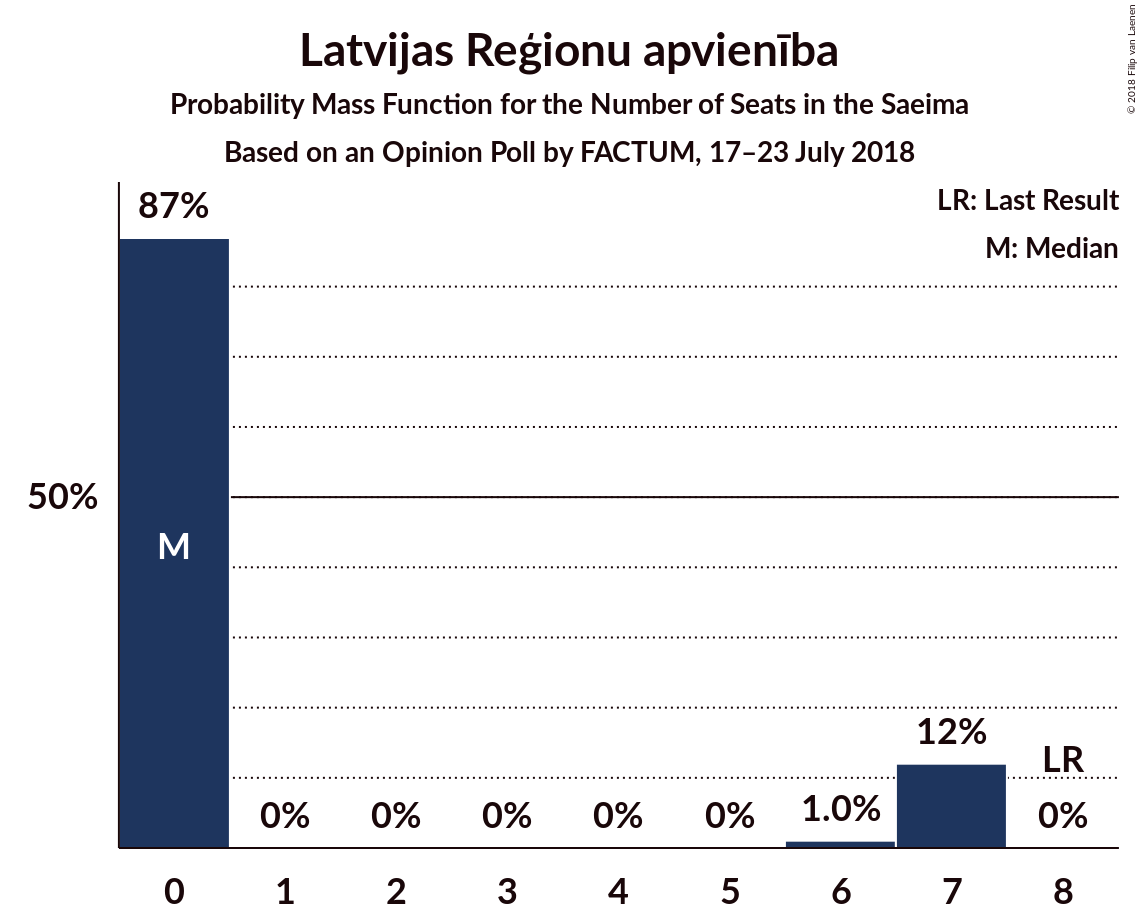 Latvijas Reģionu apvienība
Probability Mass Function for the Number of Seats in the Saeima
Based on an Opinion Poll by FACTUM, 17–23 July 2018
© 2018 Filip van Laenen
LR: Last Result
M: Median
87%
50%
M
12%
LR
0%
0%
0%
0%
0%
1.0%
0%
0
1
2
3
4
5
6
7
8